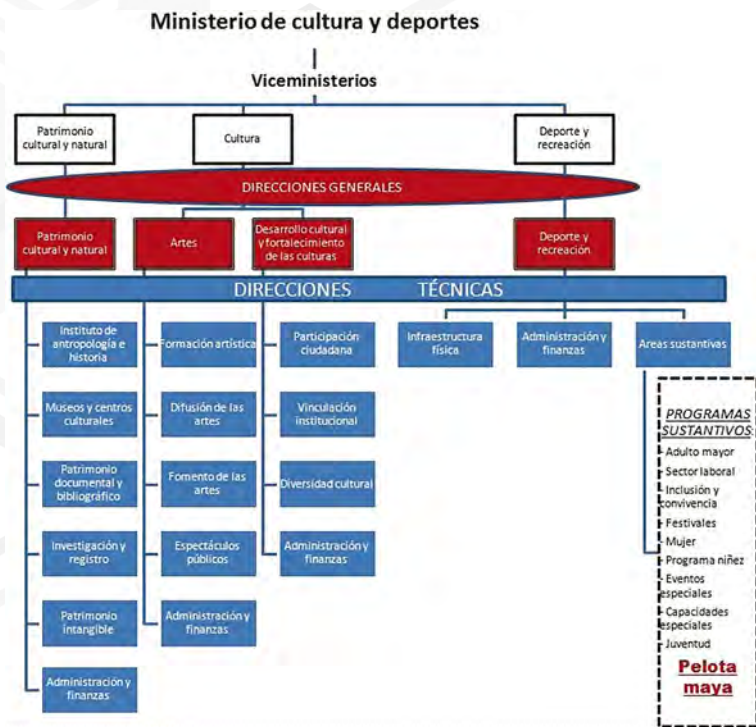 Ministerio de cultura y deportes
Viceministerios
Patrimonio
cultural y natural
Cultura
Deporte y
recreación
DIRECCIONES GENERALES
Patrimonio
cultural y natural
Artes
Desarrollo cultural
y fortalecimiento
de las culturas
Deporte y
recreación
DIRECCIONES TÉCNICAS
Instituto de
antropología e
historia
Museos y centros
culturales
Patrimonio
documental y
bibliográfico
Investigación y
registro
Patrimonio
intangible
Administración y
finanzas
Formación artística
Difusión de las
artes
Fomento de las
artes
Espectáculos
públicos
Administración y
finanzas
Participación
ciudadana
Vinculación
institucional
Diversidad cultural
Administración y
finanzas
Infraestructura
física
Administración y
finanzas
Areas sustantivas
PROGRAMAS
SUSTANTIVOS:
- Adulto mayor
- Sector laboral
- Inclusión y
convivencia
- Festivales
- Mujer
- Programa niñez
- Eventos
especiales
- Capacidades
especiales
- Juventud
Pelota
maya